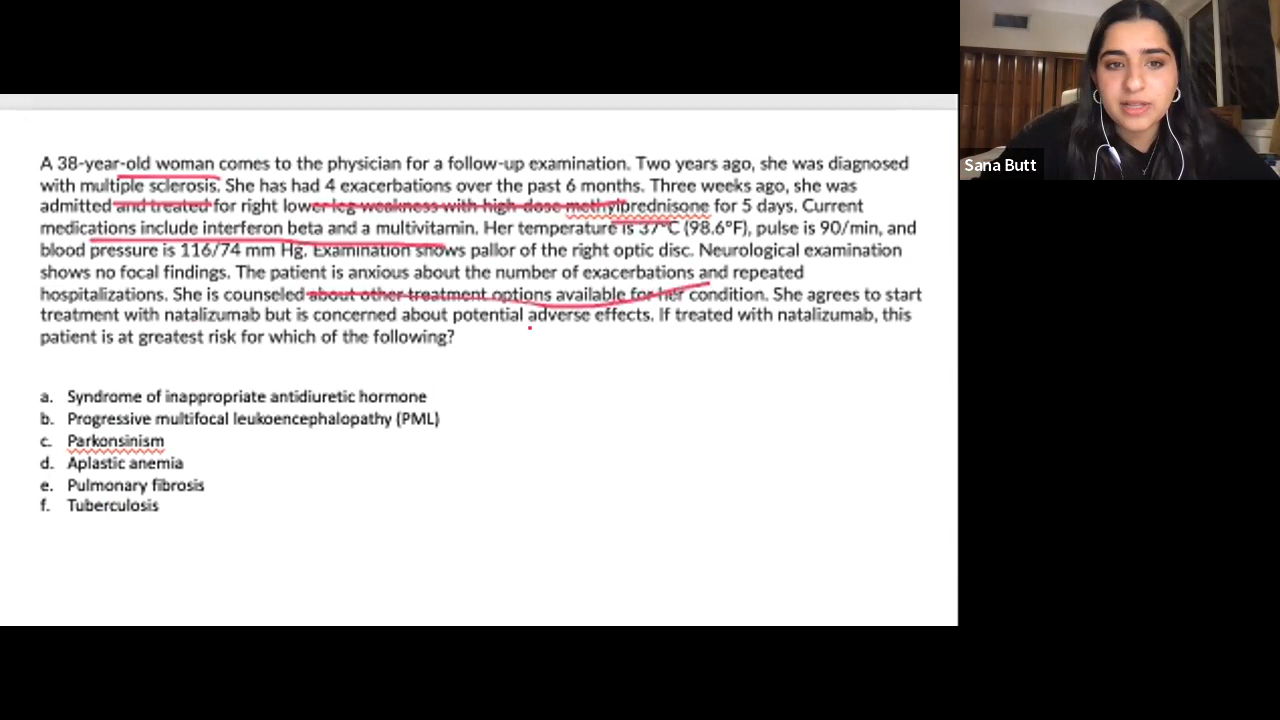 A 38-year-old woman comes to the physician for a follow-up examination. Two years ago, she was diagnosed
with multiple sclerosis. She has had 4 exacerbations over the past 6 months. Three weeks ago, she was
admitted and treated for right lower leg weakness with high-dose methylprednisone for 5 days. Current
medications include interferon beta and a multivitamin. Her temperature is 37°C (98.6°F), pulse is 90/min, and
blood pressure is 116/74 mm Hg. Examination shows pallor of the right optic disc. Neurological examination
shows no focal findings. The patient is anxious about the number of exacerbations and repeated
hospitalizations. She is counseled about other treatment options available for her condition. She agrees to start
treatment with natalizumab but is concerned about potential adverse effects. If treated with natalizumab, this
patient is at greatest risk for which of the following?
a. Syndrome of inappropriate antidiuretic hormone
b. Progressive multifocal leukoencephalopathy (PML)
c. Parkonsinism
d. Aplastic anemia
e. Pulmonary fibrosis
f. Tuberculosis
Sana Butt